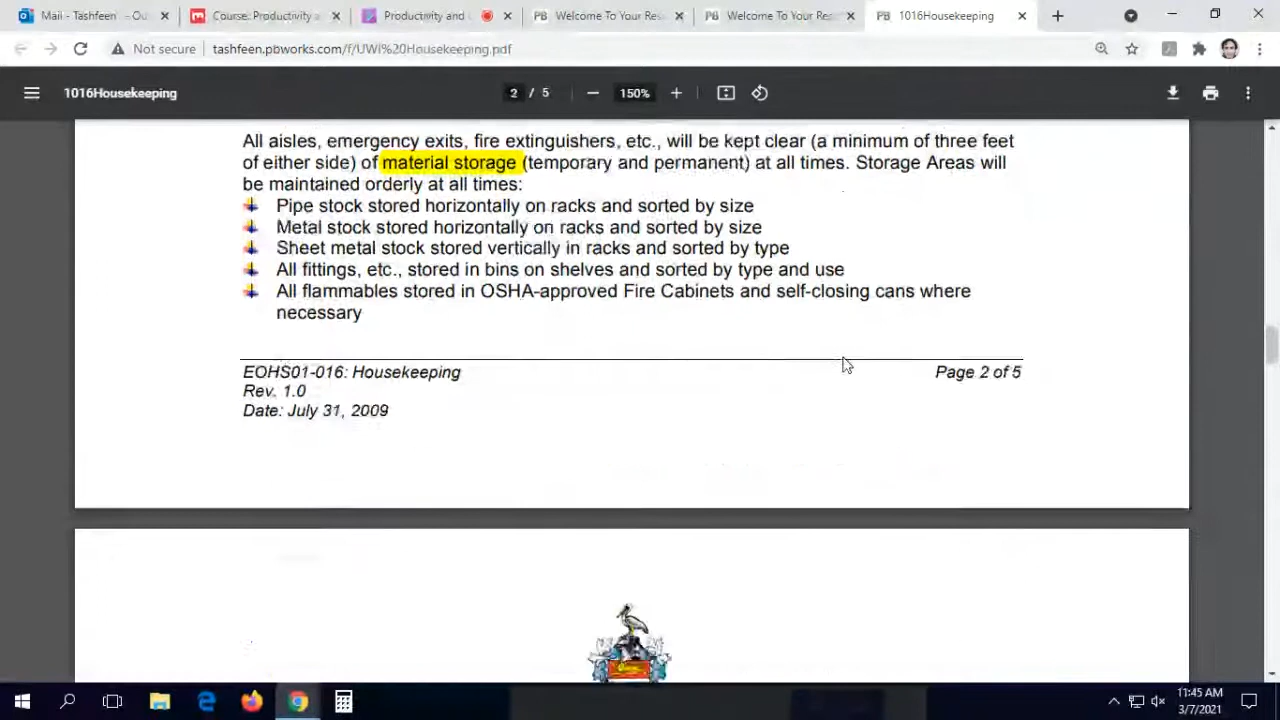 Mail - Tashfeen - Ou
Course: Productivity a
Productivity and
Welcome To Your Res
Welcome To Your Res
1016Housekeeping
Not secure
tashfeen.pbworks.com/f/UWI%20Housekeeping.pdf
1016Housekeeping
2 / 5
150%
All aisles, emergency exits, fire extinguishers, etc., will be kept clear (a minimum of three feet
of either side) of material storage (temporary and permanent) at all times. Storage Areas will
be maintained orderly at all times:
Pipe stock stored horizontally on racks and sorted by size
Metal stock stored horizontally on racks and sorted by size
Sheet metal stock stored vertically in racks and sorted by type
All fittings, etc., stored in bins on shelves and sorted by type and use
All flammables stored in OSHA-approved Fire Cabinets and self-closing cans where
necessary
EOHS01-016: Housekeeping
Page 2 of 5
Rev. 1.0
Date: July 31, 2009
11:45 AM
3/7/2021